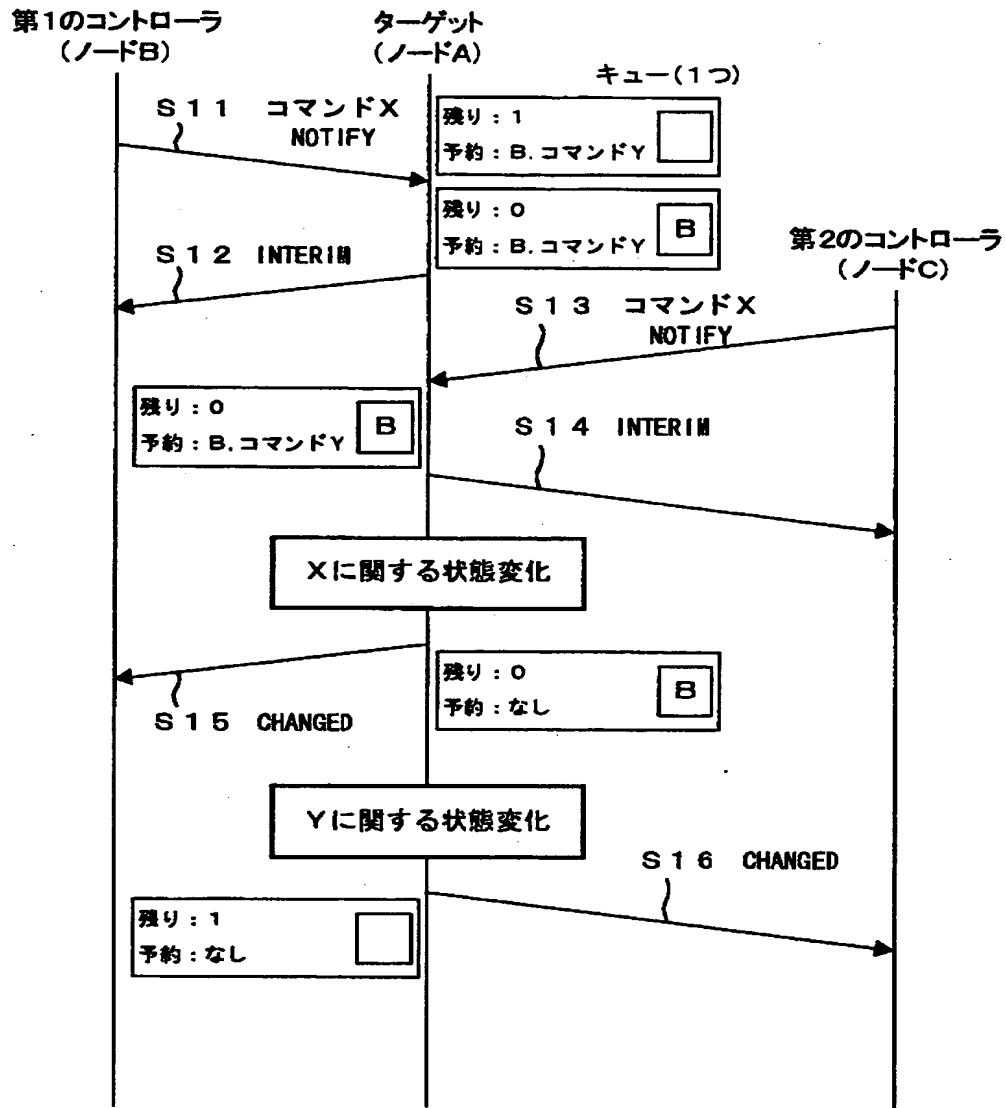 第1のコントローラ
(ノードB)
ターゲット
(ノードA)
キュー(1つ)
S11 コマンドX
NOTIFY
残り:1
予約:B.コマンドY
残り:0
予約:B.コマンドY
B
第2のコントローラ
(ノードC)
S12 INTERIM
S13 コマンドX
NOTIFY
残り:0
予約:B.コマンドY
B
S14 INTERIM
Xに関する状態変化
残り:0
予約:なし
B
S15 CHANGED
Yに関する状態変化
S16 CHANGED
残り:1
予約:なし